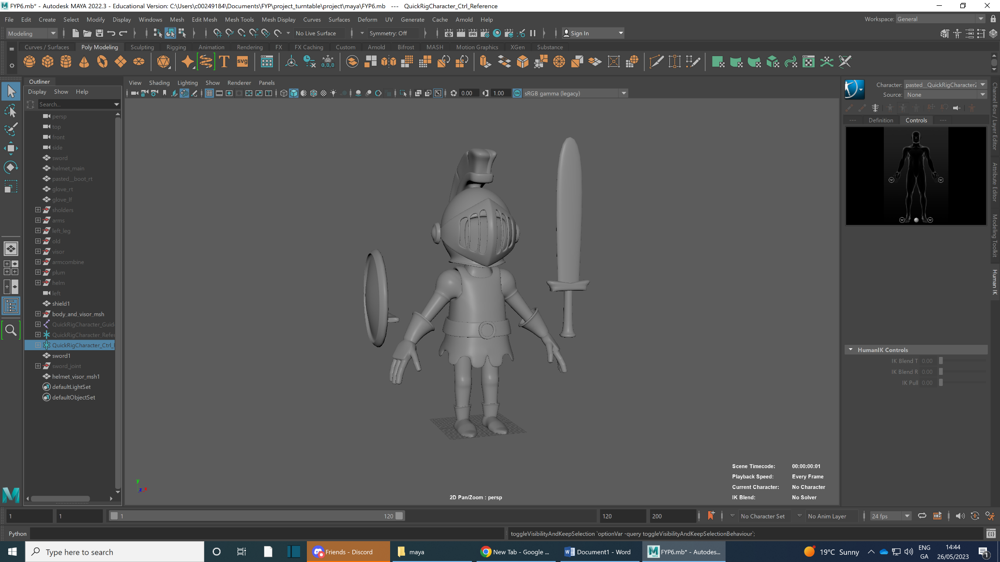 FYP6.mb* - Autodesk MAYA 2022.3 - Educational Version: C:\Users\c00249184\Documents\FYP\project_turntable\project\maya\FYP6.mb --- QuickRigCharacter_Ctrl_Reference
File Edit Create Select Modify Display Windows Mesh Edit Mesh Mesh Tools Mesh Display Curves Surfaces Deform UV Generate Cache Arnold Help
Workspace: General
Modeling
No Live Surface
Symmetry: Off
Sign In
Curves / Surfaces Poly Modeling Sculpting Rigging Animation Rendering FX FX Caching Custom Arnold Bifrost MASH Motion Graphics XGen Substance
T
svg
0,0,0
IPR
Outliner
Display Show Help
Search...
persp
top
front
side
sword
helmet_main
pasted__boot_rt
glove_rt
glove_lf
sholders
arms
left_leg
old
visor
armcombine
plum
helm
left
shield1
body_and_visor_msh
QuickRigCharacter_Guid
QuickRigCharacter_Refer
QuickRigCharacter_Ctrl_
sword1
sword_joint
helmet_visor_msh1
defaultLightSet
defaultObjectSet
View Shading Lighting Show Renderer Panels
0.00
1.00
ON
sRGB gamma (legacy)
y
z x
2D Pan/Zoom : persp
Scene Timecode: 00:00:00:01
Playback Speed: Every Frame
Current Character: No Character
IK Blend: No Solver
Character: pasted__QuickRigCharacter2
Source: None
--- Definition Controls ---
HumanIK Controls
IK Blend T 0.00
IK Blend R 0.00
IK Pull 0.00
Channel Box / Layer Editor
Attribute Editor
Modeling Toolkit
Human IK
1
1
1
120
120
200
No Character Set
No Anim Layer
24 fps
Python
toggleVisibilityAndKeepSelection `optionVar -query toggleVisibilityAndKeepSelectionBehaviour`;
Type here to search
Friends - Discord
maya
New Tab - Google ...
Document1 - Word
FYP6.mb* - Autodes...
19°C Sunny
ENG
GA
14:44
26/05/2023
1